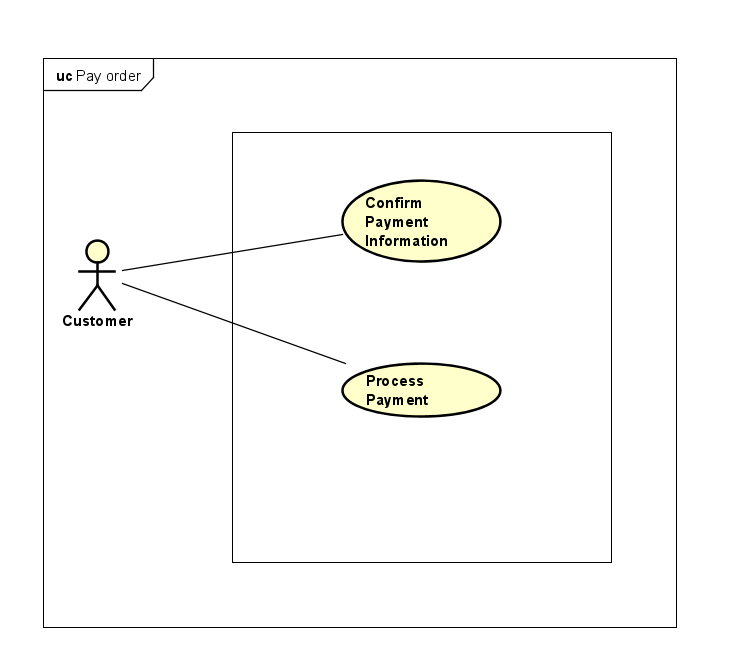 uc Pay order
Confirm
Payment
Information
Customer
Process
Payment